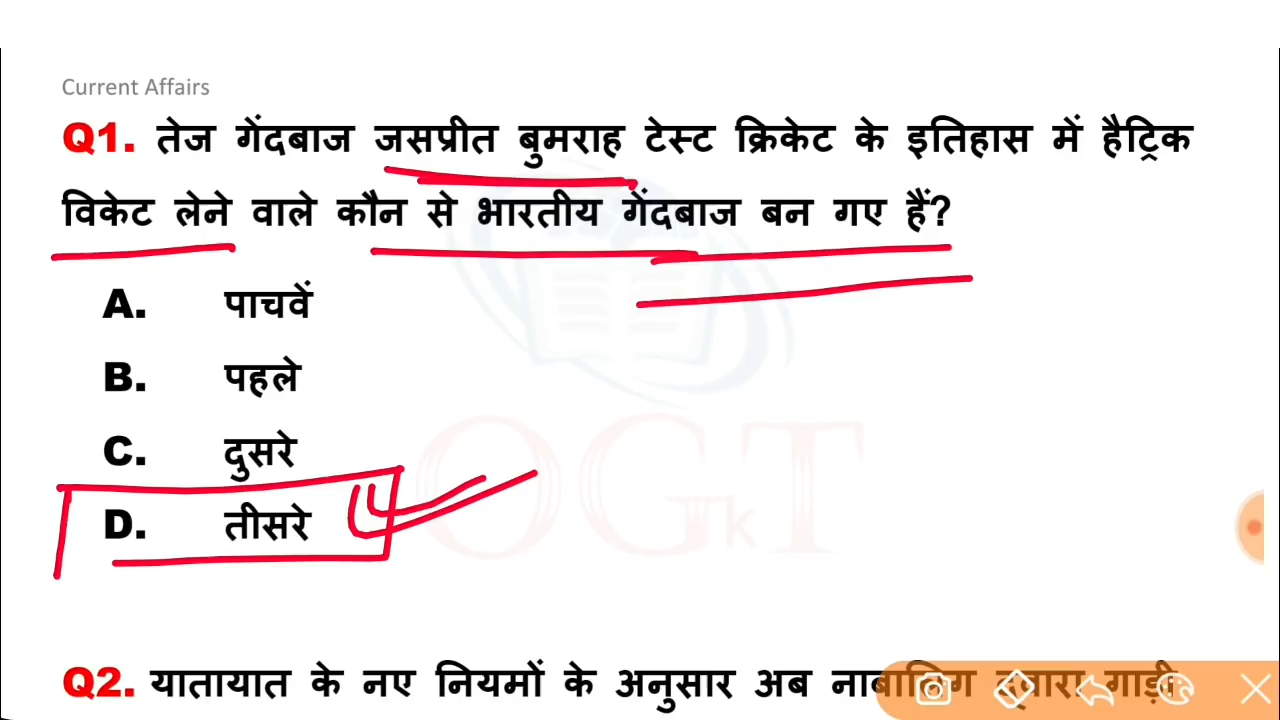 Current Affairs
Q1. तेज गेंदबाज जसप्रीत बुमराह टेस्ट क्रिकेट के इतिहास में हैट्रिक
विकेट लेने वाले कौन से भारतीय गेंदबाज बन गए हैं?
A. पाचवें
B. पहले
C. दुसरे
D. तीसरे
OGT
k
Q2. यातायात के नए नियमों के अनुसार अब नाबालिग द्वारा गाड़ी